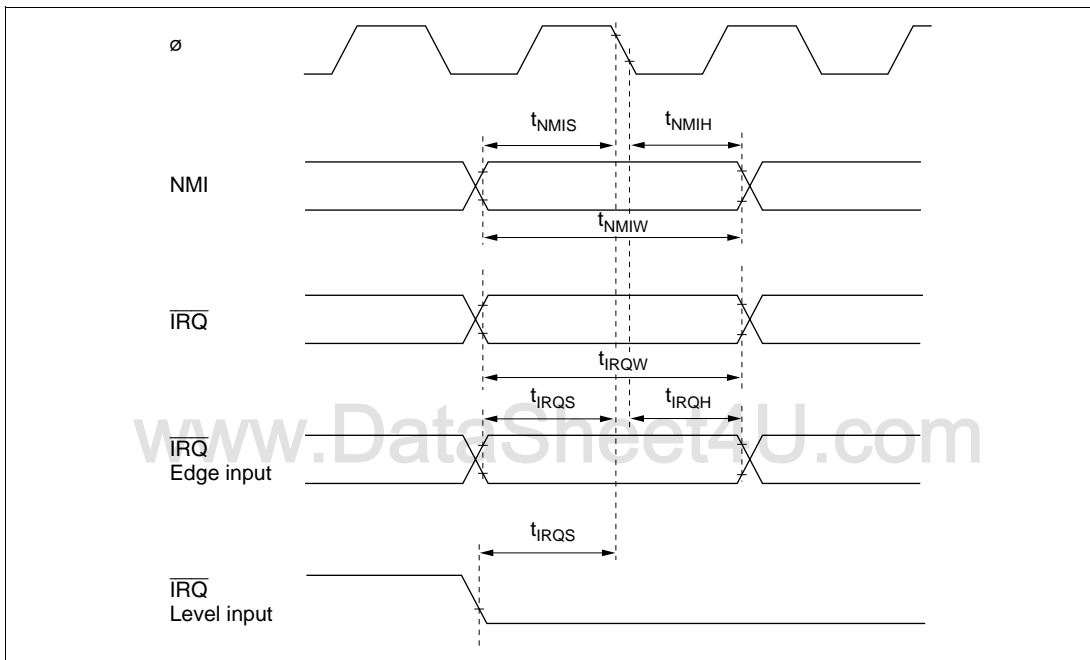 ø
tNMIS tNMIH
NMI
tNMIW
IRQ
tIRQW
tIRQS tIRQH
www.DataSheet4U.com
IRQ
Edge input
tIRQS
IRQ
Level input